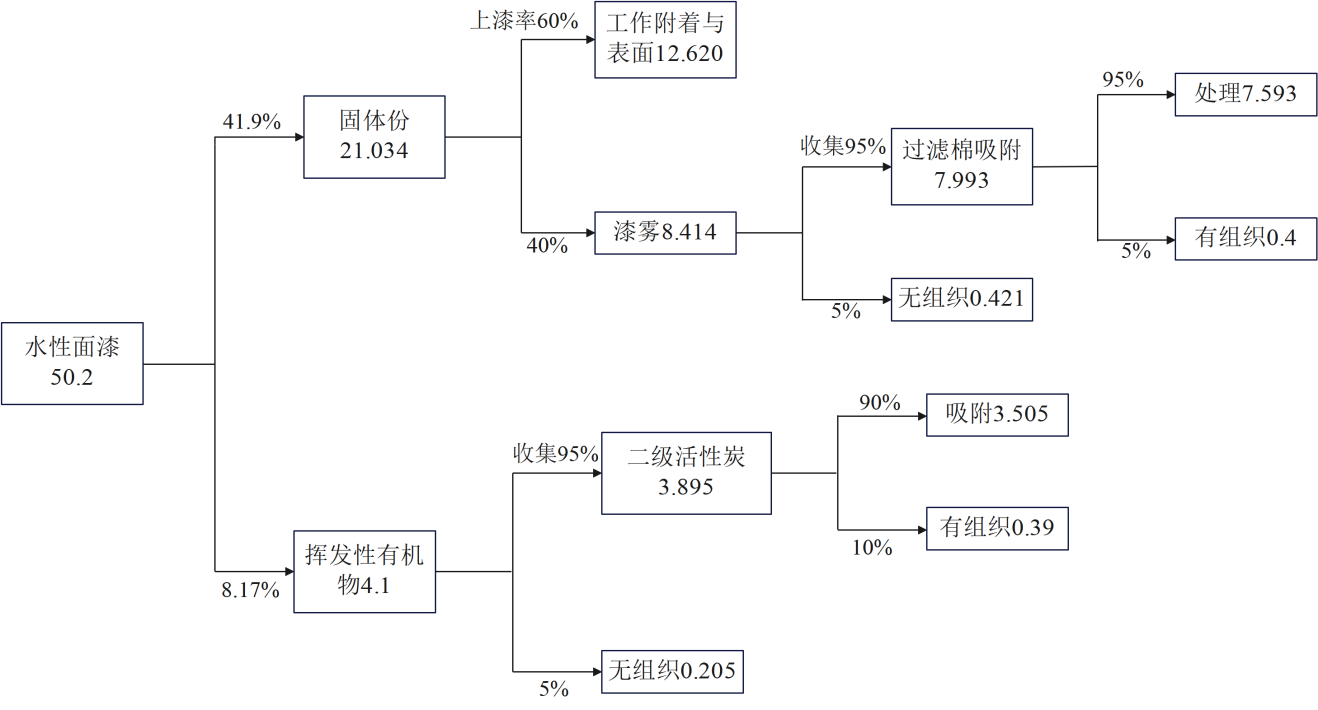 上漆率60%
工作附着与
表面12.620
41.9%
固体份
21.034
40%
漆雾8.414
收集95%
过滤棉吸附
7.993
95%
处理7.593
5%
有组织0.4
5%
无组织0.421
水性面漆
50.2
8.17%
挥发性有机
物4.1
收集95%
二级活性炭
3.895
90%
吸附3.505
10%
有组织0.39
5%
无组织0.205